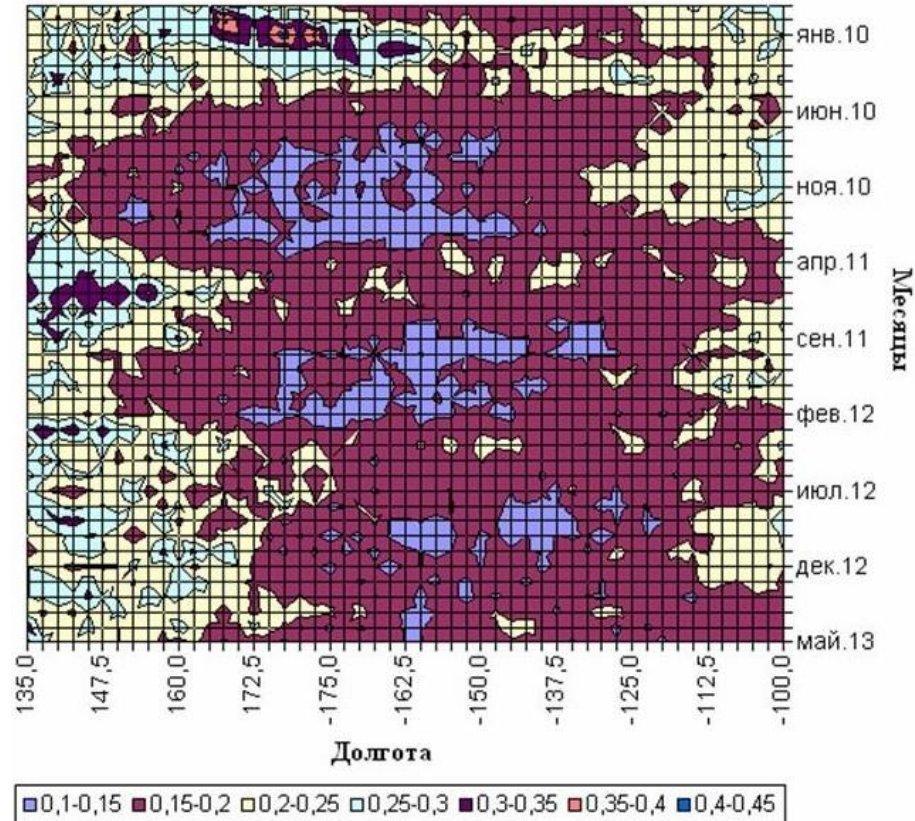 янв.10
июн.10
ноя.10
апр.11
сен.11
фев.12
июл.12
дек.12
май.13
Месяцы
135,0
147,5
160,0
172,5
-175,0
-162,5
-150,0
-137,5
-125,0
-112,5
-100,0
Долгота
0,1-0,15 0,15-0,2 0,2-0,25 0,25-0,3 0,3-0,35 0,35-0,4 0,4-0,45